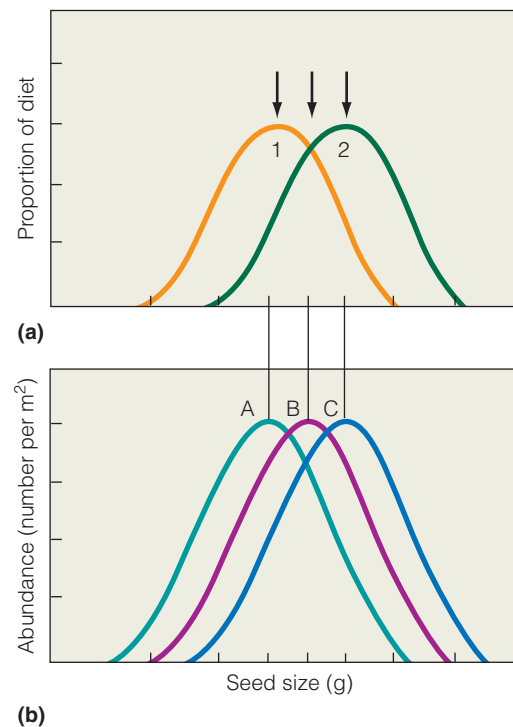 Proportion of diet
1
2
(a)
Abundance (number per m²)
A
B
C
Seed size (g)
(b)